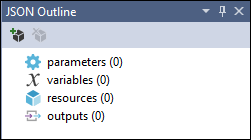 JSON Outline
parameters (0)
variables (0)
resources (0)
outputs (0)